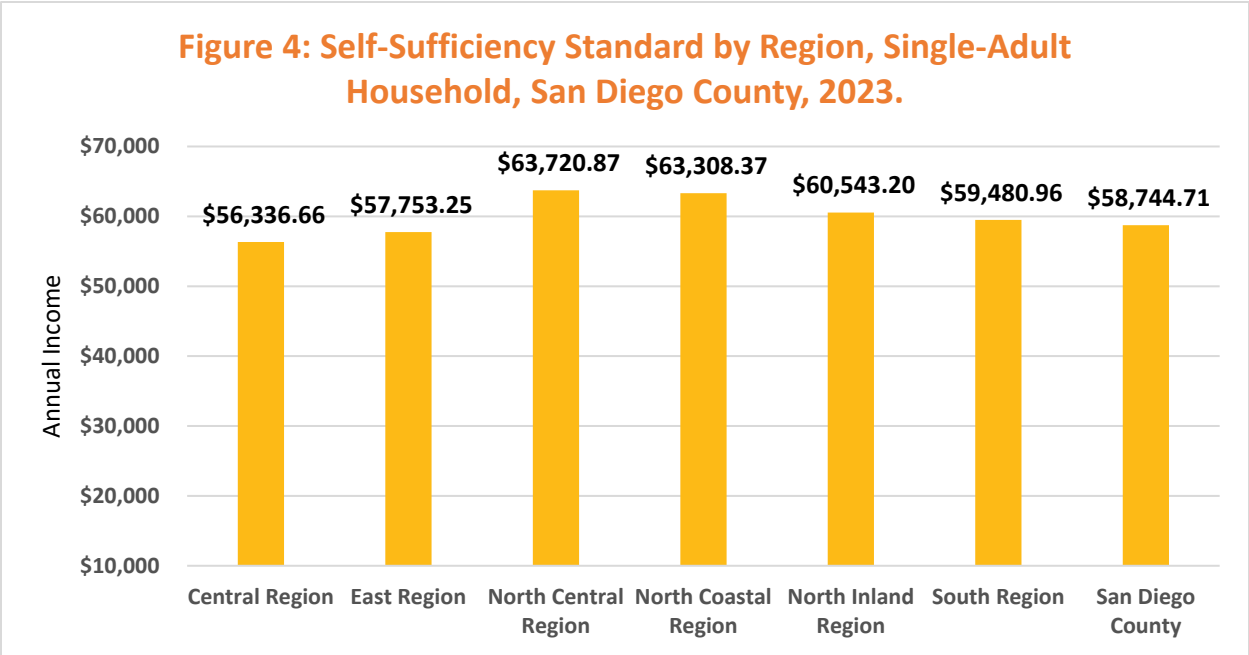 Figure 4: Self-Sufficiency Standard by Region, Single-Adult
Household, San Diego County, 2023.
Annual Income
$70,000
$60,000
$50,000
$40,000
$30,000
$20,000
$10,000
$56,336.66
$57,753.25
$63,720.87
$63,308.37
$60,543.20
$59,480.96
$58,744.71
Central Region
East Region
North Central
Region
North Coastal
Region
North Inland
Region
South Region
San Diego
County